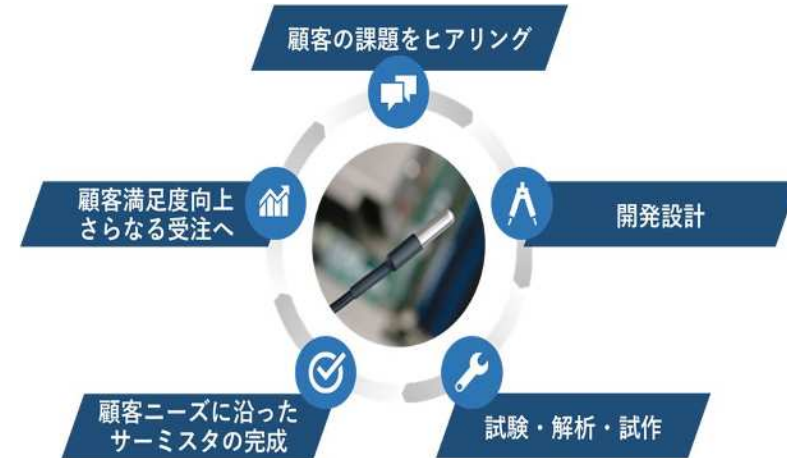 顧客の課題をヒアリング
開発設計
試験・解析・試作
顧客ニーズに沿った
サーミスタの完成
顧客満足度向上
さらなる受注へ